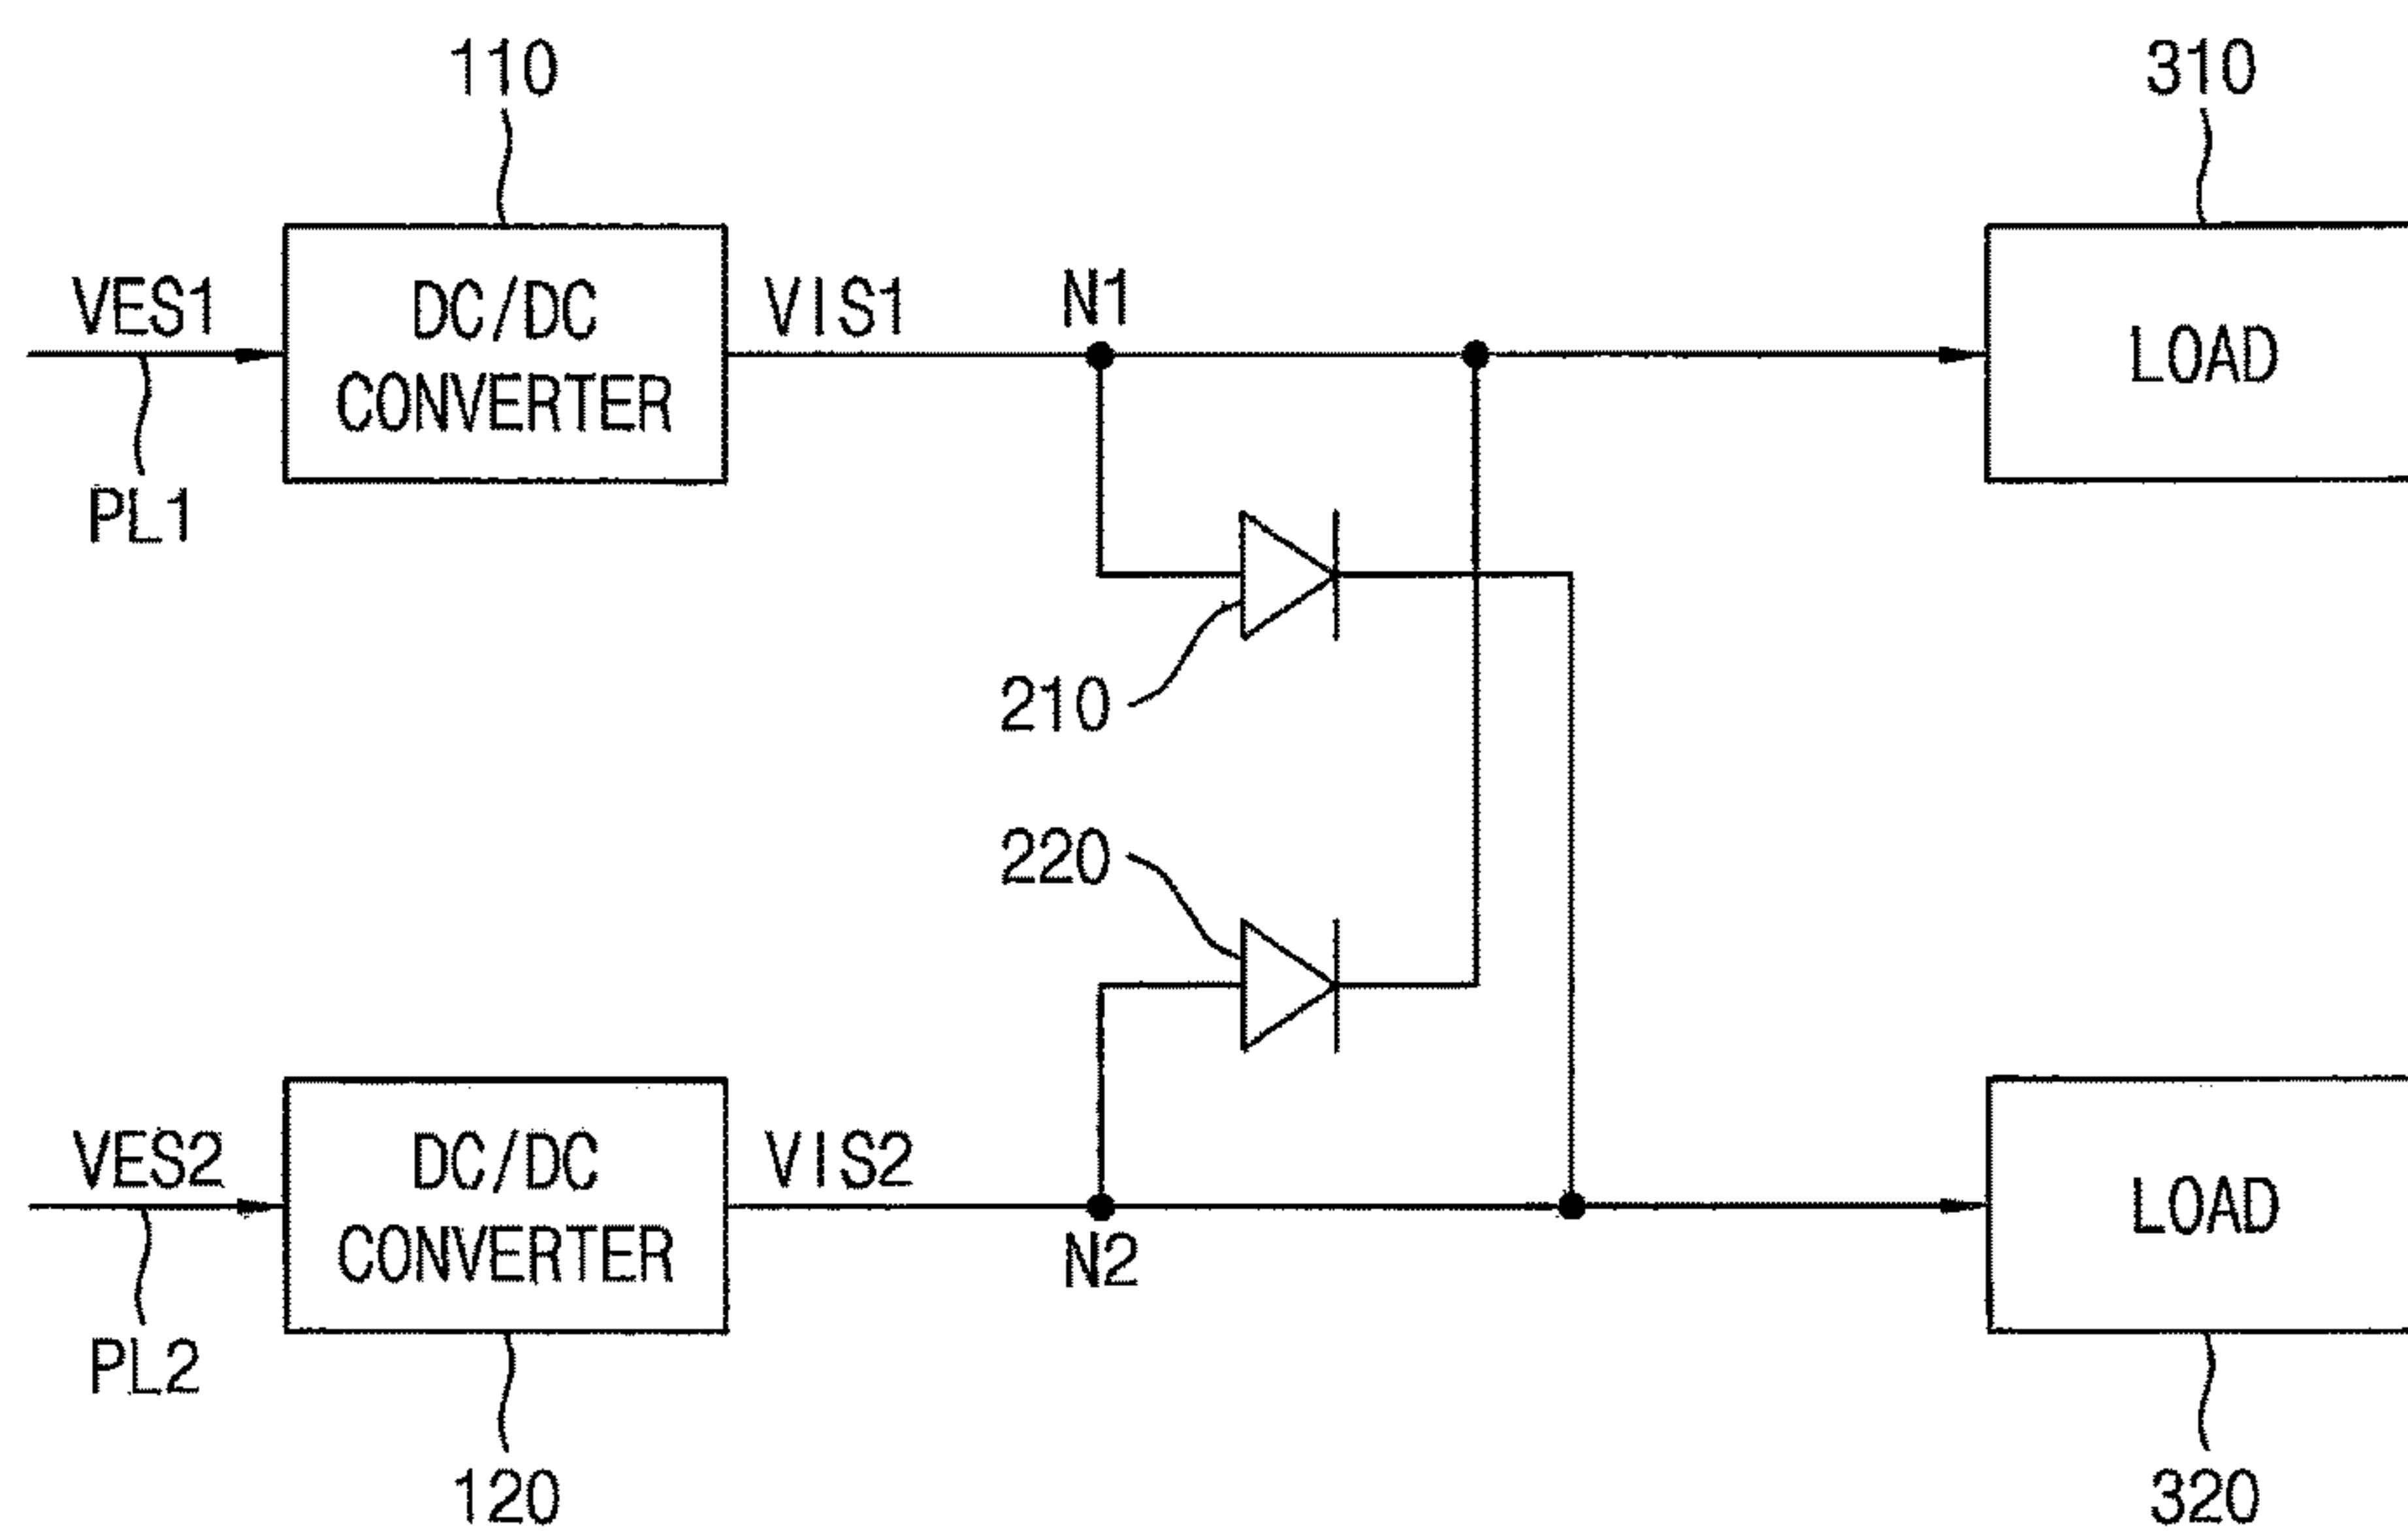 110
310
VES1
DC/DC
CONVERTER
VIS1
N1
LOAD
PL1
210
220
VES2
DC/DC
CONVERTER
VIS2
N2
LOAD
PL2
120
320